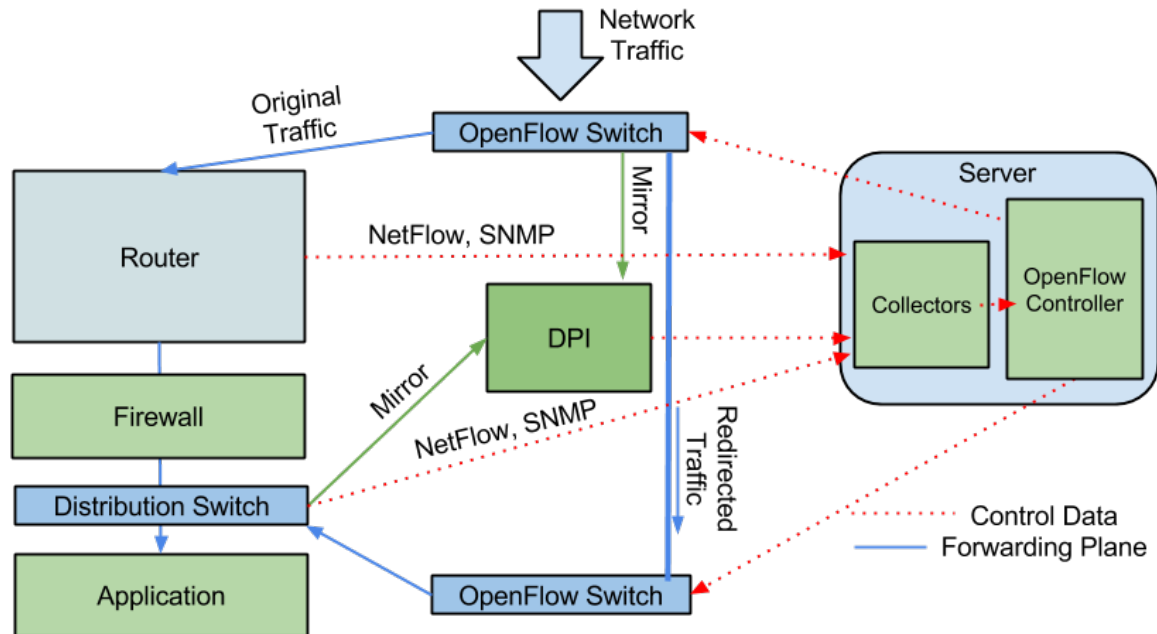 Network
Traffic
Original
Traffic
OpenFlow Switch
Mirror
Server
Router
NetFlow, SNMP
Collectors
OpenFlow
Controller
DPI
Mirror
Firewall
NetFlow, SNMP
Redirected
Traffic
Distribution Switch
Control Data
Forwarding Plane
Application
OpenFlow Switch